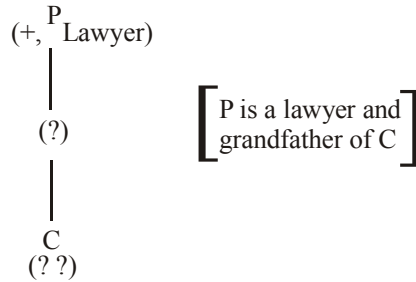 P
(+, Lawyer)
(?)
P is a lawyer and
grandfather of C
C
(? ?)